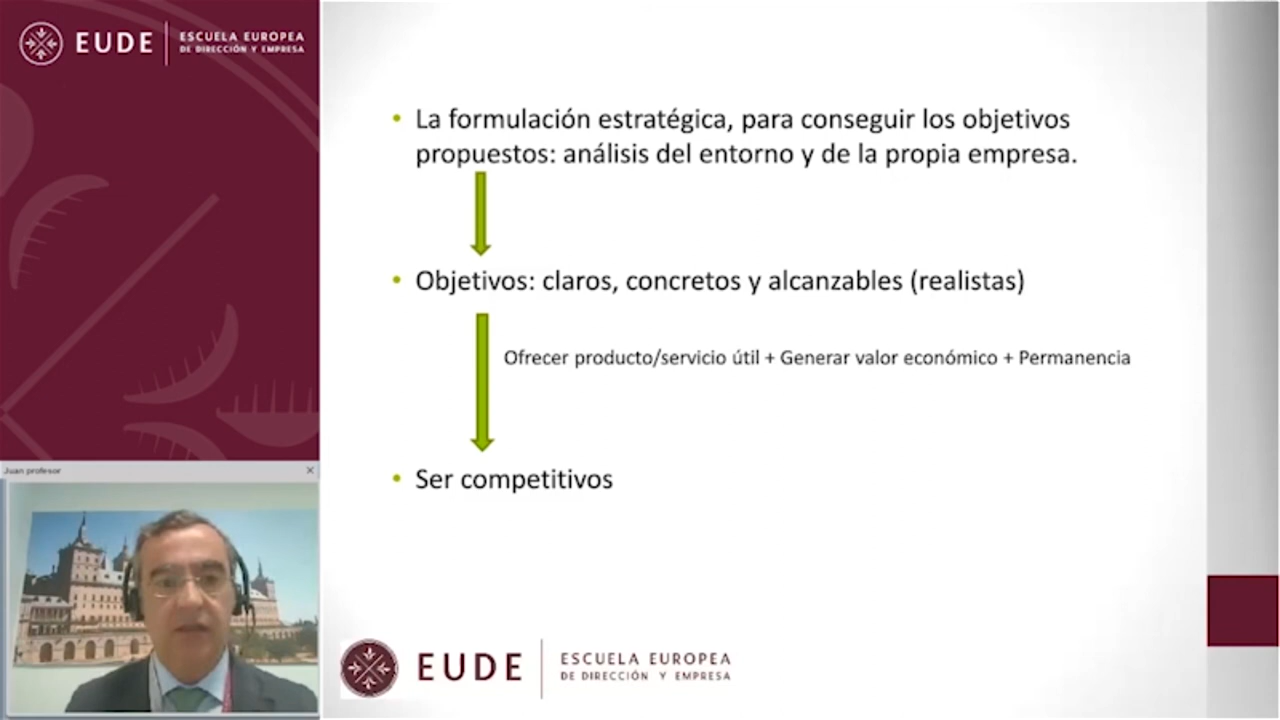 EUDE
ESCUELA EUROPEA
DE DIRECCIÓN Y EMPRESA
• La formulación estratégica, para conseguir los objetivos
propuestos: análisis del entorno y de la propia empresa.
• Objetivos: claros, concretos y alcanzables (realistas)
Ofrecer producto/servicio útil + Generar valor económico + Permanencia
• Ser competitivos
Juan profesor
EUDE
ESCUELA EUROPEA
DE DIRECCIÓN Y EMPRESA